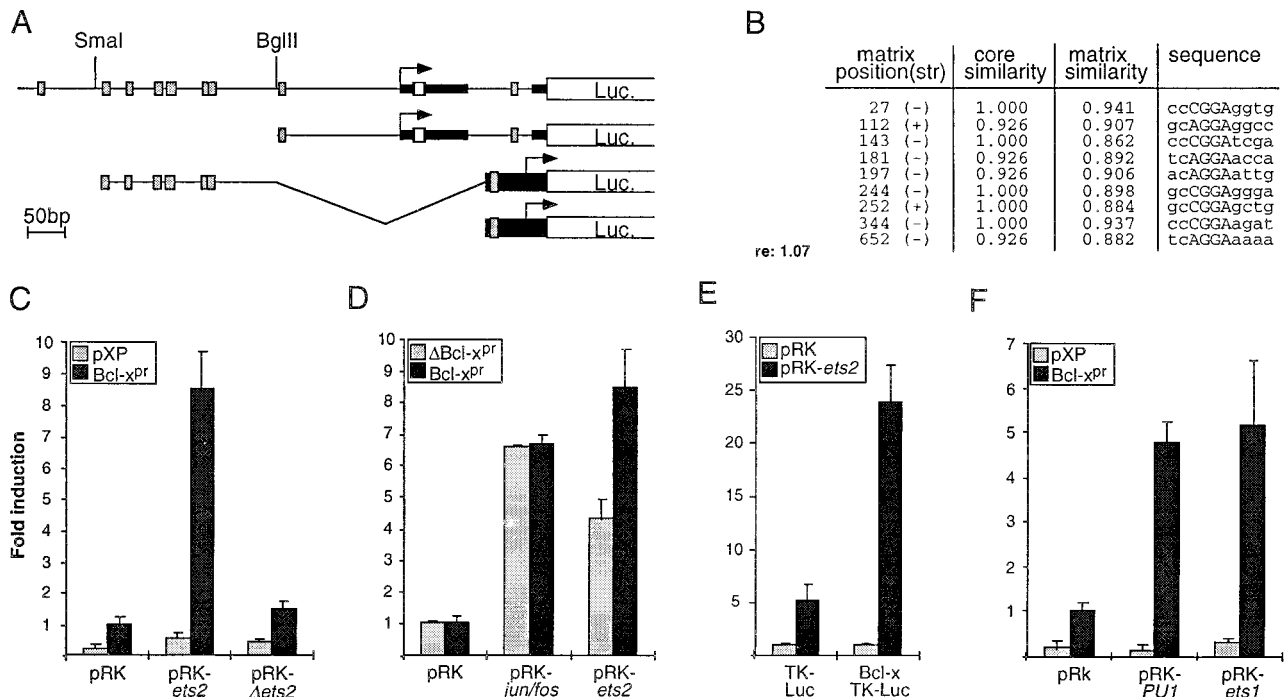 A
SmaI
BglII
Luc.
Luc.
Luc.
Luc.
50bp
B
matrix position(str) core similarity matrix similarity sequence
27 (-) 1.000 0.941 ccCGGAggtg
112 (+) 0.926 0.907 gcAGGAggcc
143 (-) 1.000 0.862 ccCGGAtcga
181 (-) 0.926 0.892 tcAGGAacca
197 (-) 0.926 0.906 acAGGAattg
244 (-) 1.000 0.898 gcCGGAggga
252 (+) 1.000 0.884 gcCGGAgctg
344 (-) 1.000 0.937 ccCGGAagat
652 (-) 0.926 0.882 tcAGGAaaaa
re: 1.07
C
Fold induction
10
9
8
7
6
5
4
3
2
1
pXP
Bcl-xpr
pRK
pRK-ets2
pRK-Δets2
D
10
9
8
7
6
5
4
3
2
1
ΔBcl-xpr
Bcl-xpr
pRK
pRK-jun/fos
pRK-ets2
E
30
25
20
15
10
5
pRK
pRK-ets2
TK-Luc
Bcl-x TK-Luc
F
7
6
5
4
3
2
1
pXP
Bcl-xpr
pRk
pRK-PU1
pRK-ets1